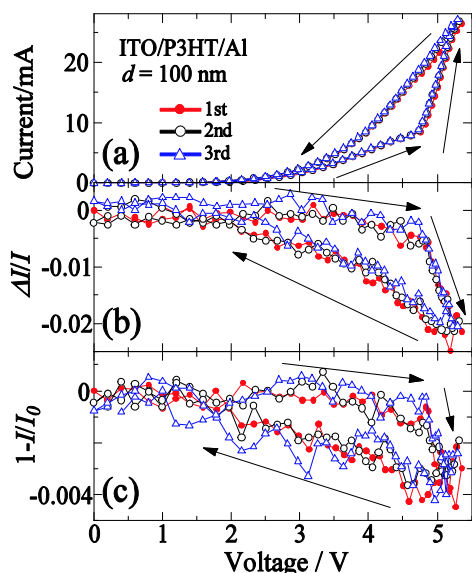 ITO/P3HT/Al
d = 100 nm
1st
2nd
3rd
Current/mA
20
10
0
(a)
ΔI/I
0
-0.01
-0.02
(b)
1-I/I0
0
-0.004
(c)
0 1 2 3 4 5
Voltage / V